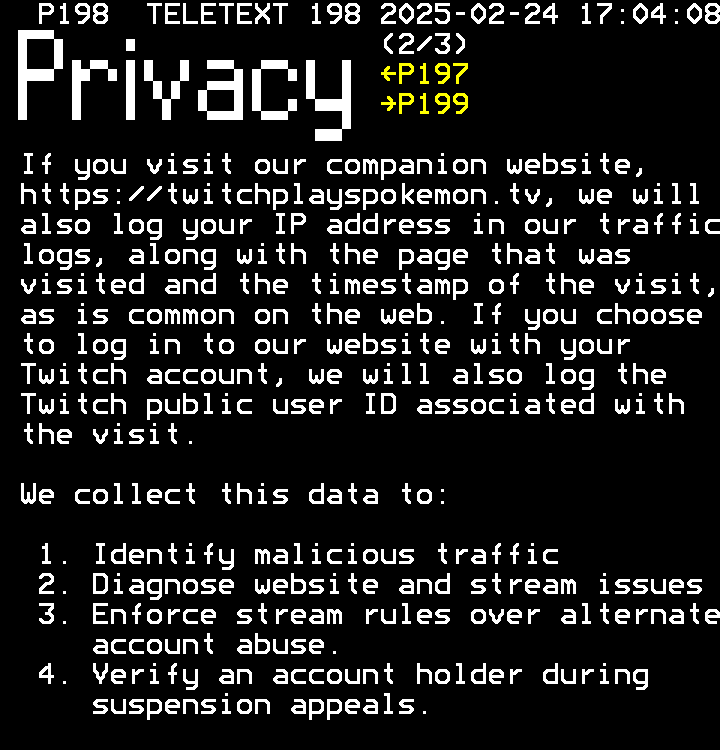 P198 TELETEXT 198 2025-02-24 17:04:08
Privacy
(2/3)
←P197
→P199
If you visit our companion website,
https://twitchplayspokemon.tv, we will
also log your IP address in our traffic
logs, along with the page that was
visited and the timestamp of the visit,
as is common on the web. If you choose
to log in to our website with your
Twitch account, we will also log the
Twitch public user ID associated with
the visit.
We collect this data to:
1. Identify malicious traffic
2. Diagnose website and stream issues
3. Enforce stream rules over alternate
account abuse.
4. Verify an account holder during
suspension appeals.